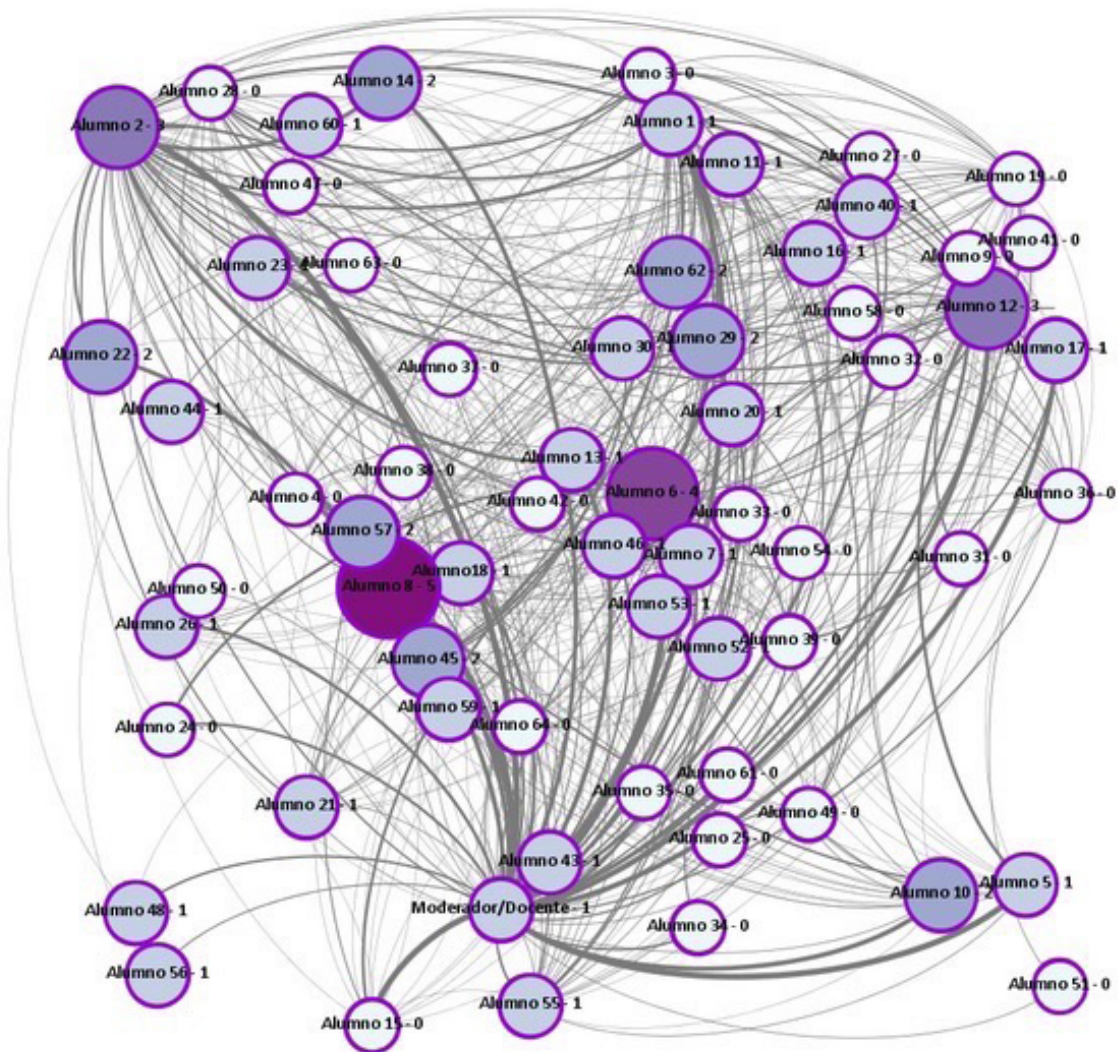 Alumno 3 - 0
Alumno 14 - 2
Alumno 28 - 0
Alumno 2 - 3
Alumno 60 - 1
Alumno 1 - 1
Alumno 27 - 0
Alumno 11 - 1
Alumno 19 - 0
Alumno 47 - 0
Alumno 40 - 1
Alumno 41 - 0
Alumno 16 - 1
Alumno 9 - 0
Alumno 63 - 0
Alumno 23 - 1
Alumno 62 - 2
Alumno 12 - 3
Alumno 58 - 0
Alumno 29 - 2
Alumno 30 - 1
Alumno 17 - 1
Alumno 22 - 2
Alumno 32 - 0
Alumno 44 - 1
Alumno 20 - 1
Alumno 13 - 1
Alumno 38 - 0
Alumno 6 - 4
Alumno 36 - 0
Alumno 4 - 0
Alumno 42 - 0
Alumno 33 - 0
Alumno 57 - 2
Alumno 46 - 1
Alumno 7 - 1
Alumno 54 - 0
Alumno 31 - 0
Alumno18 - 1
Alumno 8 - 5
Alumno 50 - 0
Alumno 53 - 1
Alumno 26 - 1
Alumno 39 - 0
Alumno 52 - 1
Alumno 45 - 2
Alumno 59 - 1
Alumno 64 - 0
Alumno 24 - 0
Alumno 61 - 0
Alumno 35 - 0
Alumno 21 - 1
Alumno 49 - 0
Alumno 25 - 0
Alumno 43 - 1
Alumno 5 - 1
Alumno 10 - 2
Moderador/Docente - 1
Alumno 48 - 1
Alumno 34 - 0
Alumno 56 - 1
Alumno 51 - 0
Alumno 55 - 1
Alumno 15 - 0